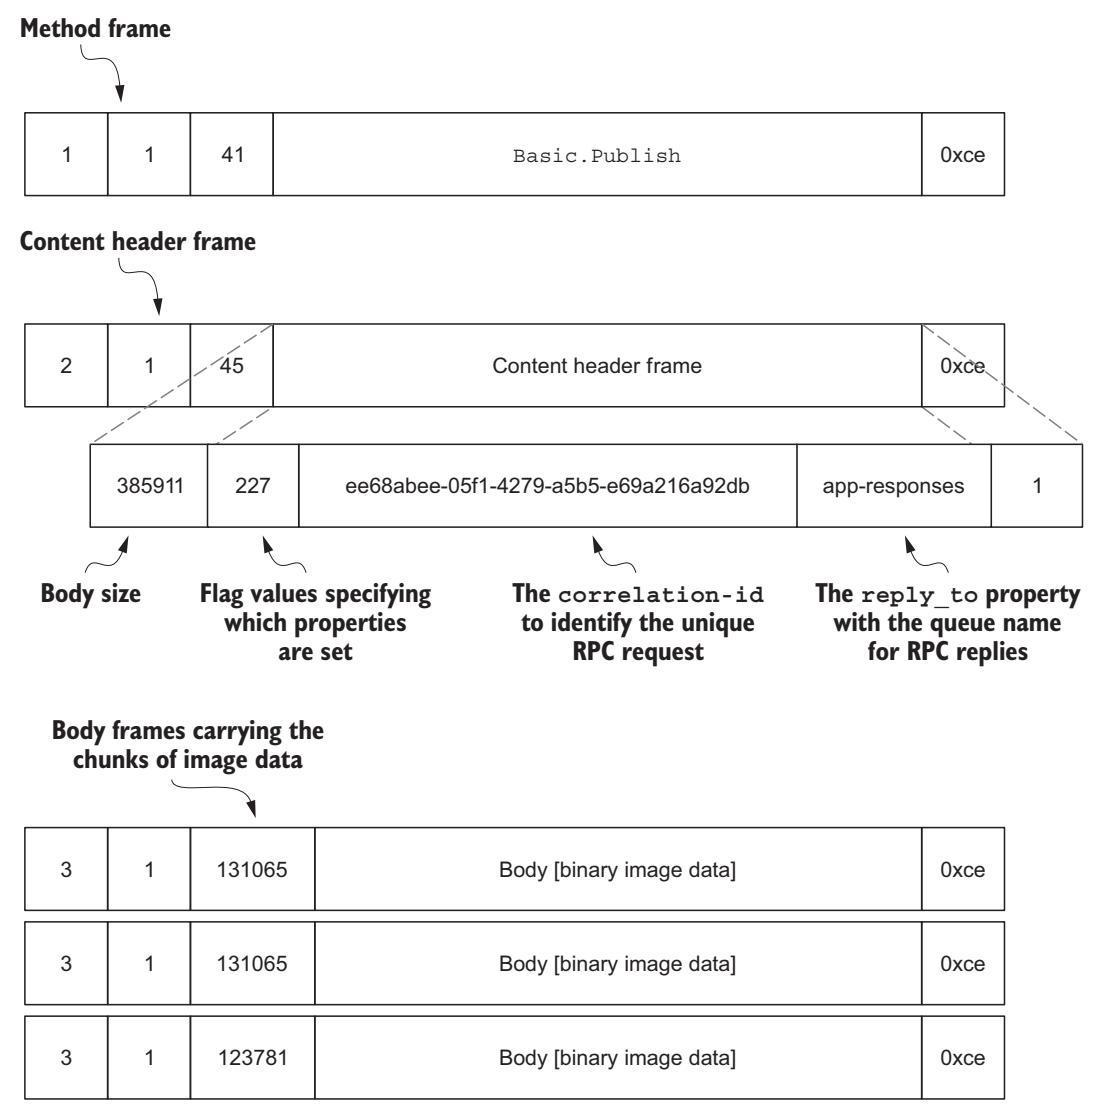 Method frame
1 1 41 Basic.Publish 0xce
Content header frame
2 1 45 Content header frame 0xce
385911 227 ee68abee-05f1-4279-a5b5-e69a216a92db app-responses 1
Body size
Flag values specifying
which properties
are set
The correlation-id
to identify the unique
RPC request
The reply_to property
with the queue name
for RPC replies
Body frames carrying the
chunks of image data
3 1 131065 Body [binary image data] 0xce
3 1 131065 Body [binary image data] 0xce
3 1 123781 Body [binary image data] 0xce